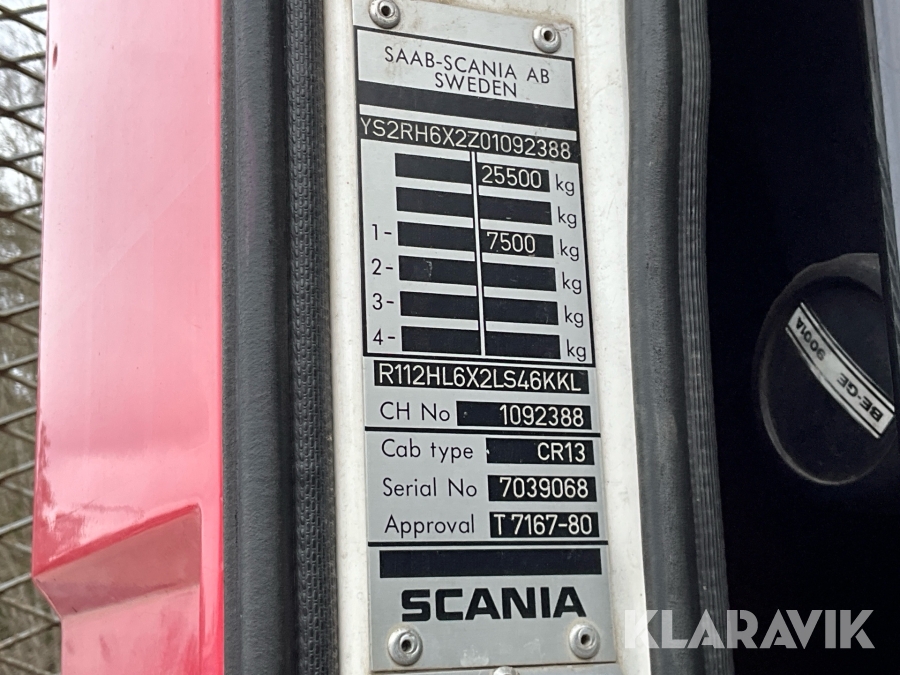 SAAB-SCANIA AB
SWEDEN
YS2RH6X2Z01092388
25500 kg
kg
1- 7500 kg
2- kg
3- kg
4- kg
R112HL6X2LS46KKL
CH No 1092388
Cab type CR13
Serial No 7039068
Approval T 7167-80
SCANIA
BE-GE 9001A
KLARAVIK